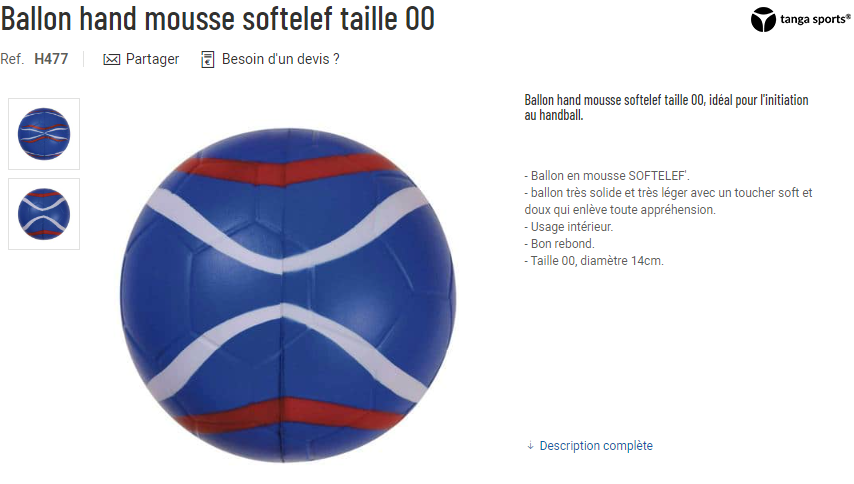 Ballon hand mousse softelef taille 00
tanga sports®
Ref. H477 Partager Besoin d'un devis ?
Ballon hand mousse softelef taille 00, idéal pour l'initiation
au handball.
- Ballon en mousse SOFTELEF'.
- ballon très solide et très léger avec un toucher soft et
doux qui enlève toute appréhension.
- Usage intérieur.
- Bon rebond.
- Taille 00, diamètre 14cm.
Description complète